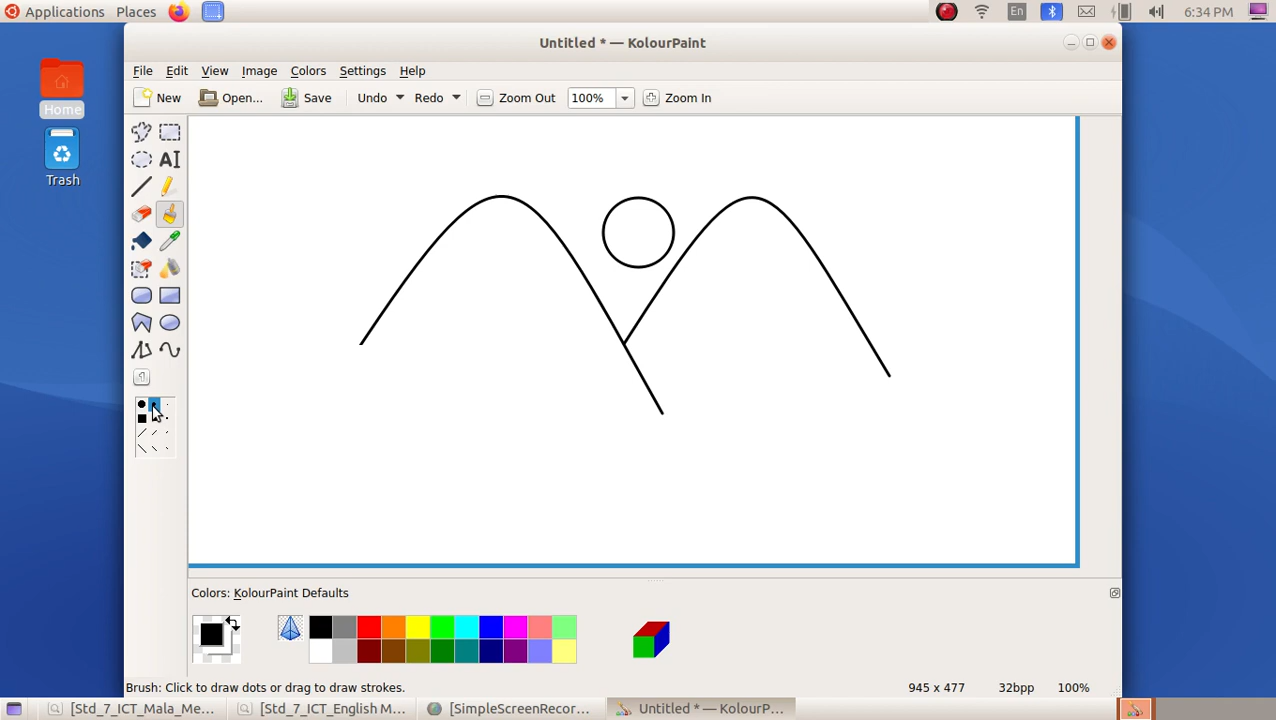 Applications Places En 6:34 PM
Untitled * — KolourPaint
File Edit View Image Colors Settings Help
New Open... Save Undo Redo Zoom Out 100% Zoom In
Home
Trash
Colors: KolourPaint Defaults
Brush: Click to draw dots or drag to draw strokes. 945 x 477 32bpp 100%
[Std_7_ICT_Mala_Me... [Std_7_ICT_English M... [SimpleScreenRecor... Untitled * — KolourP...